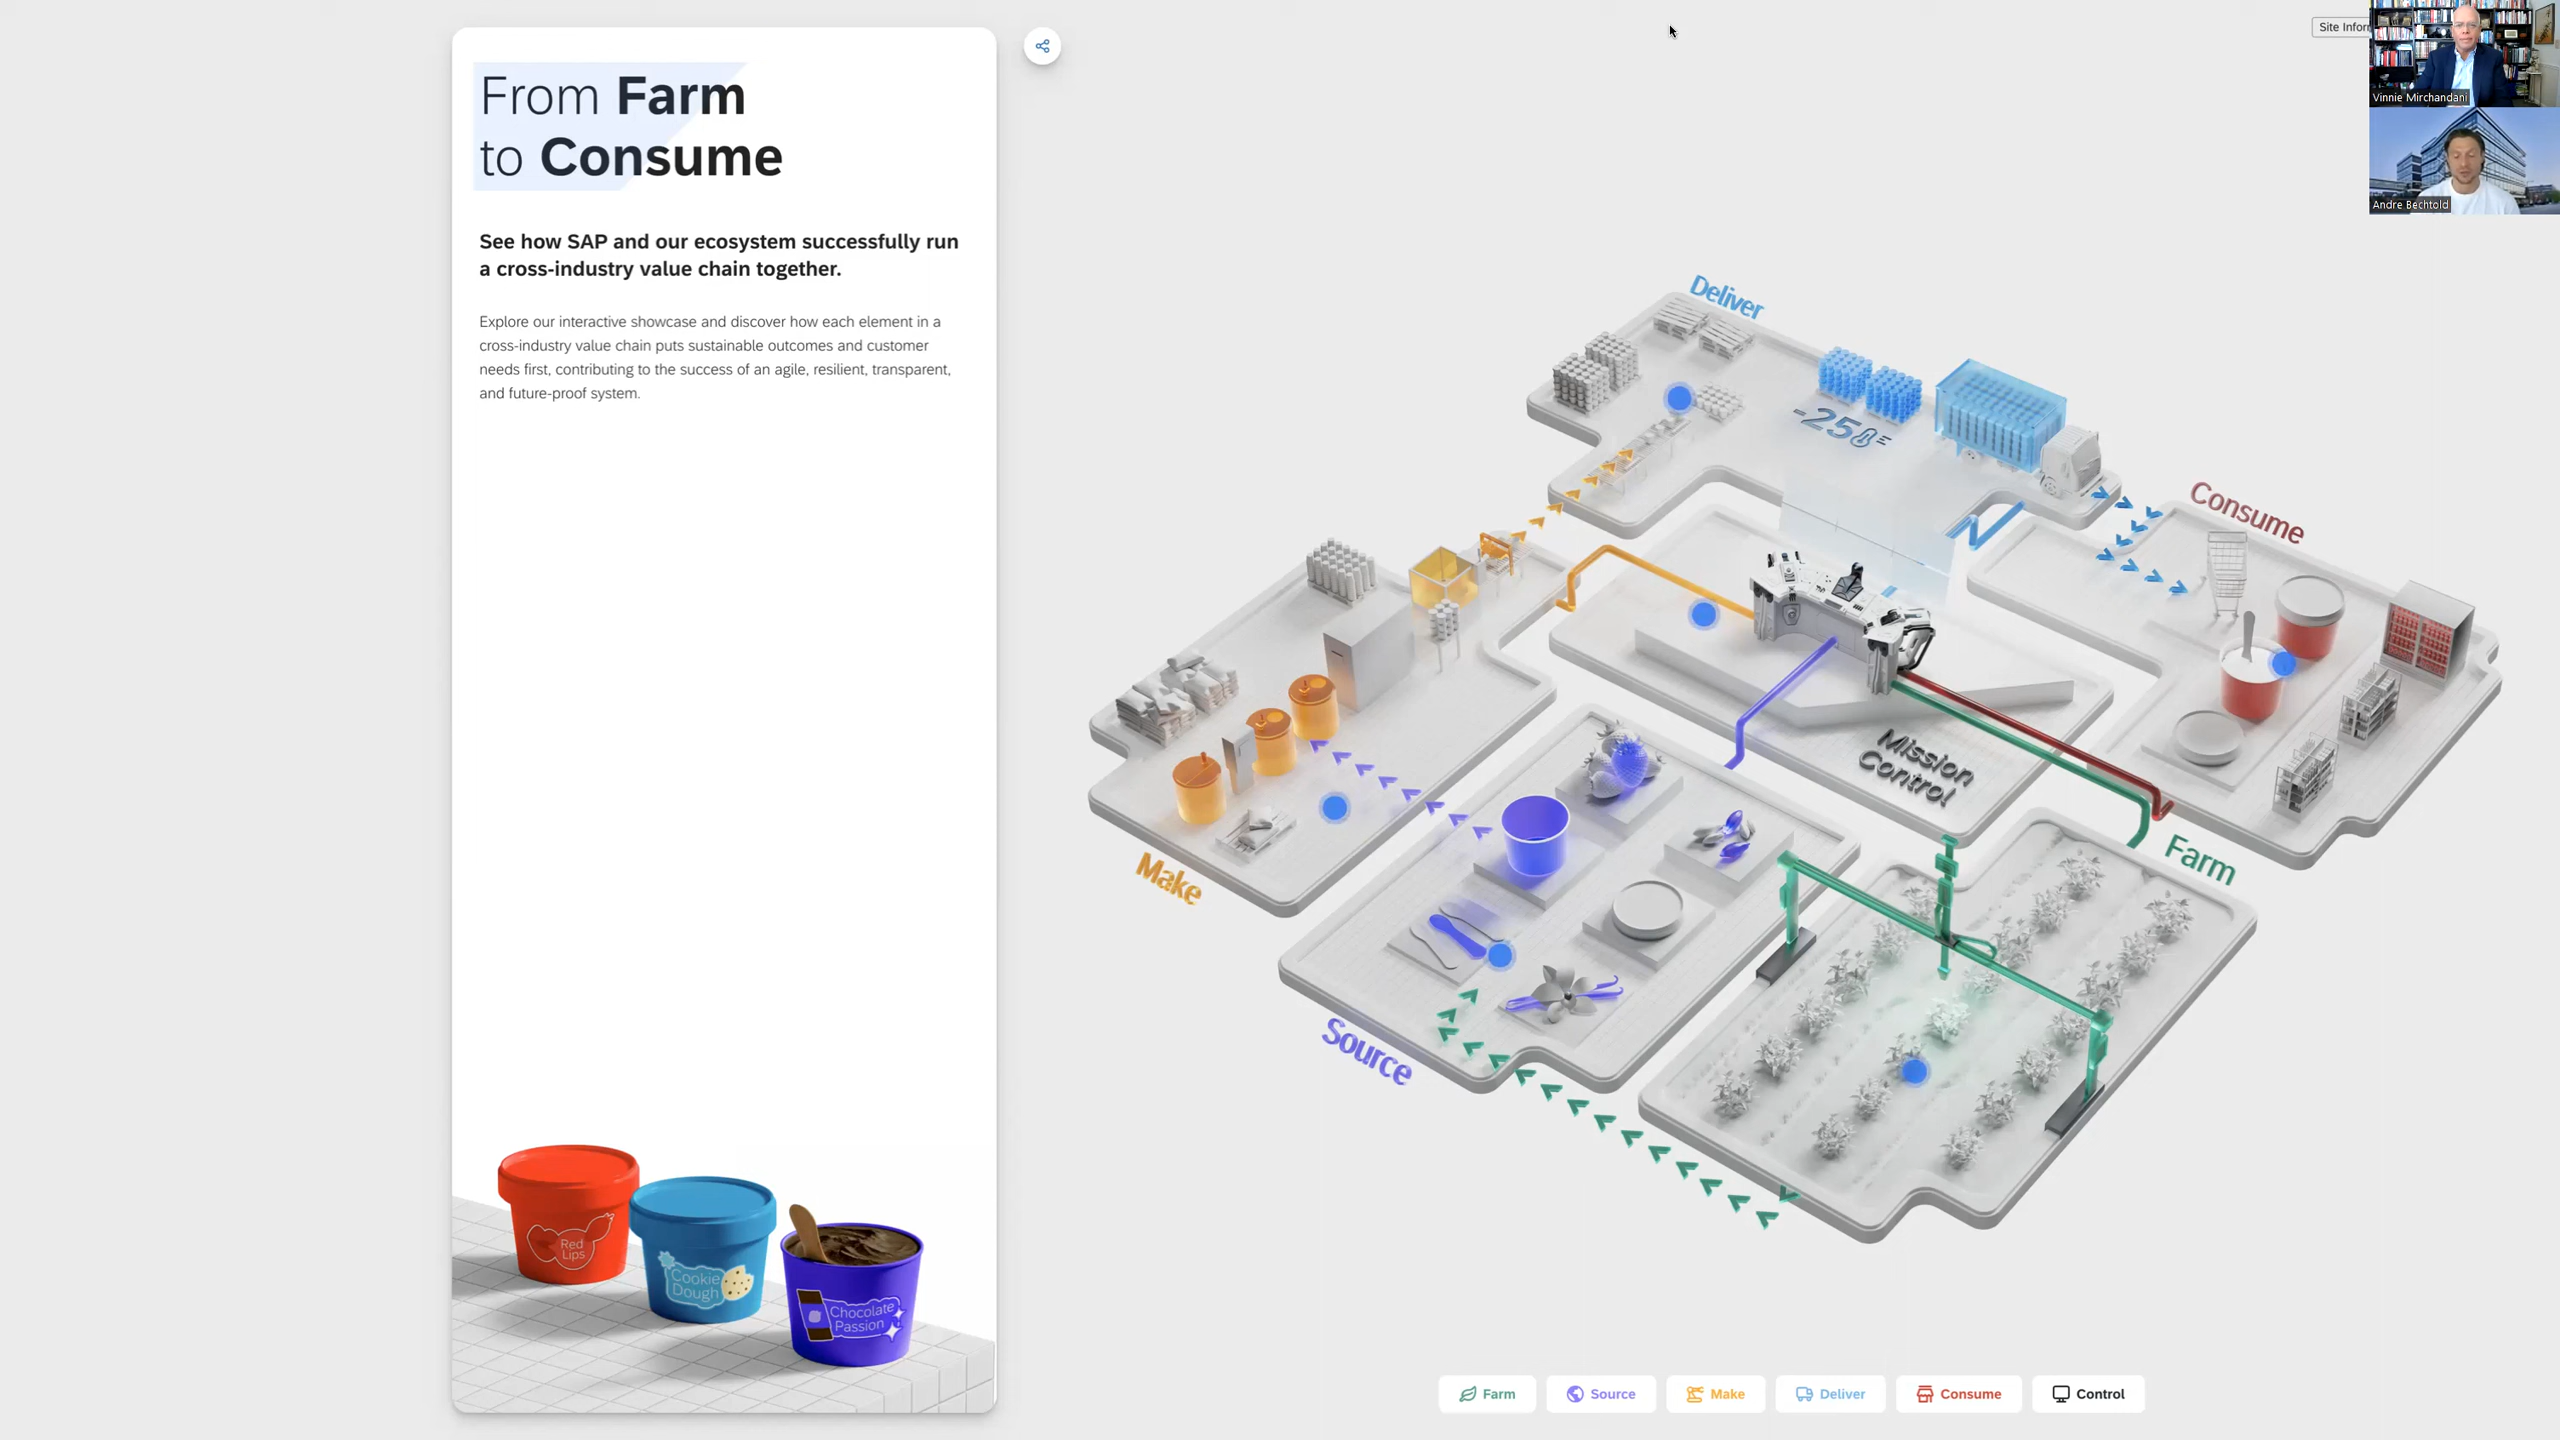 From Farm
to Consume
See how SAP and our ecosystem successfully run
a cross-industry value chain together.
Explore our interactive showcase and discover how each element in a
cross-industry value chain puts sustainable outcomes and customer
needs first, contributing to the success of an agile, resilient, transparent,
and future-proof system.
Red
Lips
Cookie
Dough
Chocolate
Passion
Site Infor
Vinnie Mirchandani
Andre Bechtold
Deliver
-25
Consume
Mission
Control
Make
Farm
Source
Farm
Source
Make
Deliver
Consume
Control